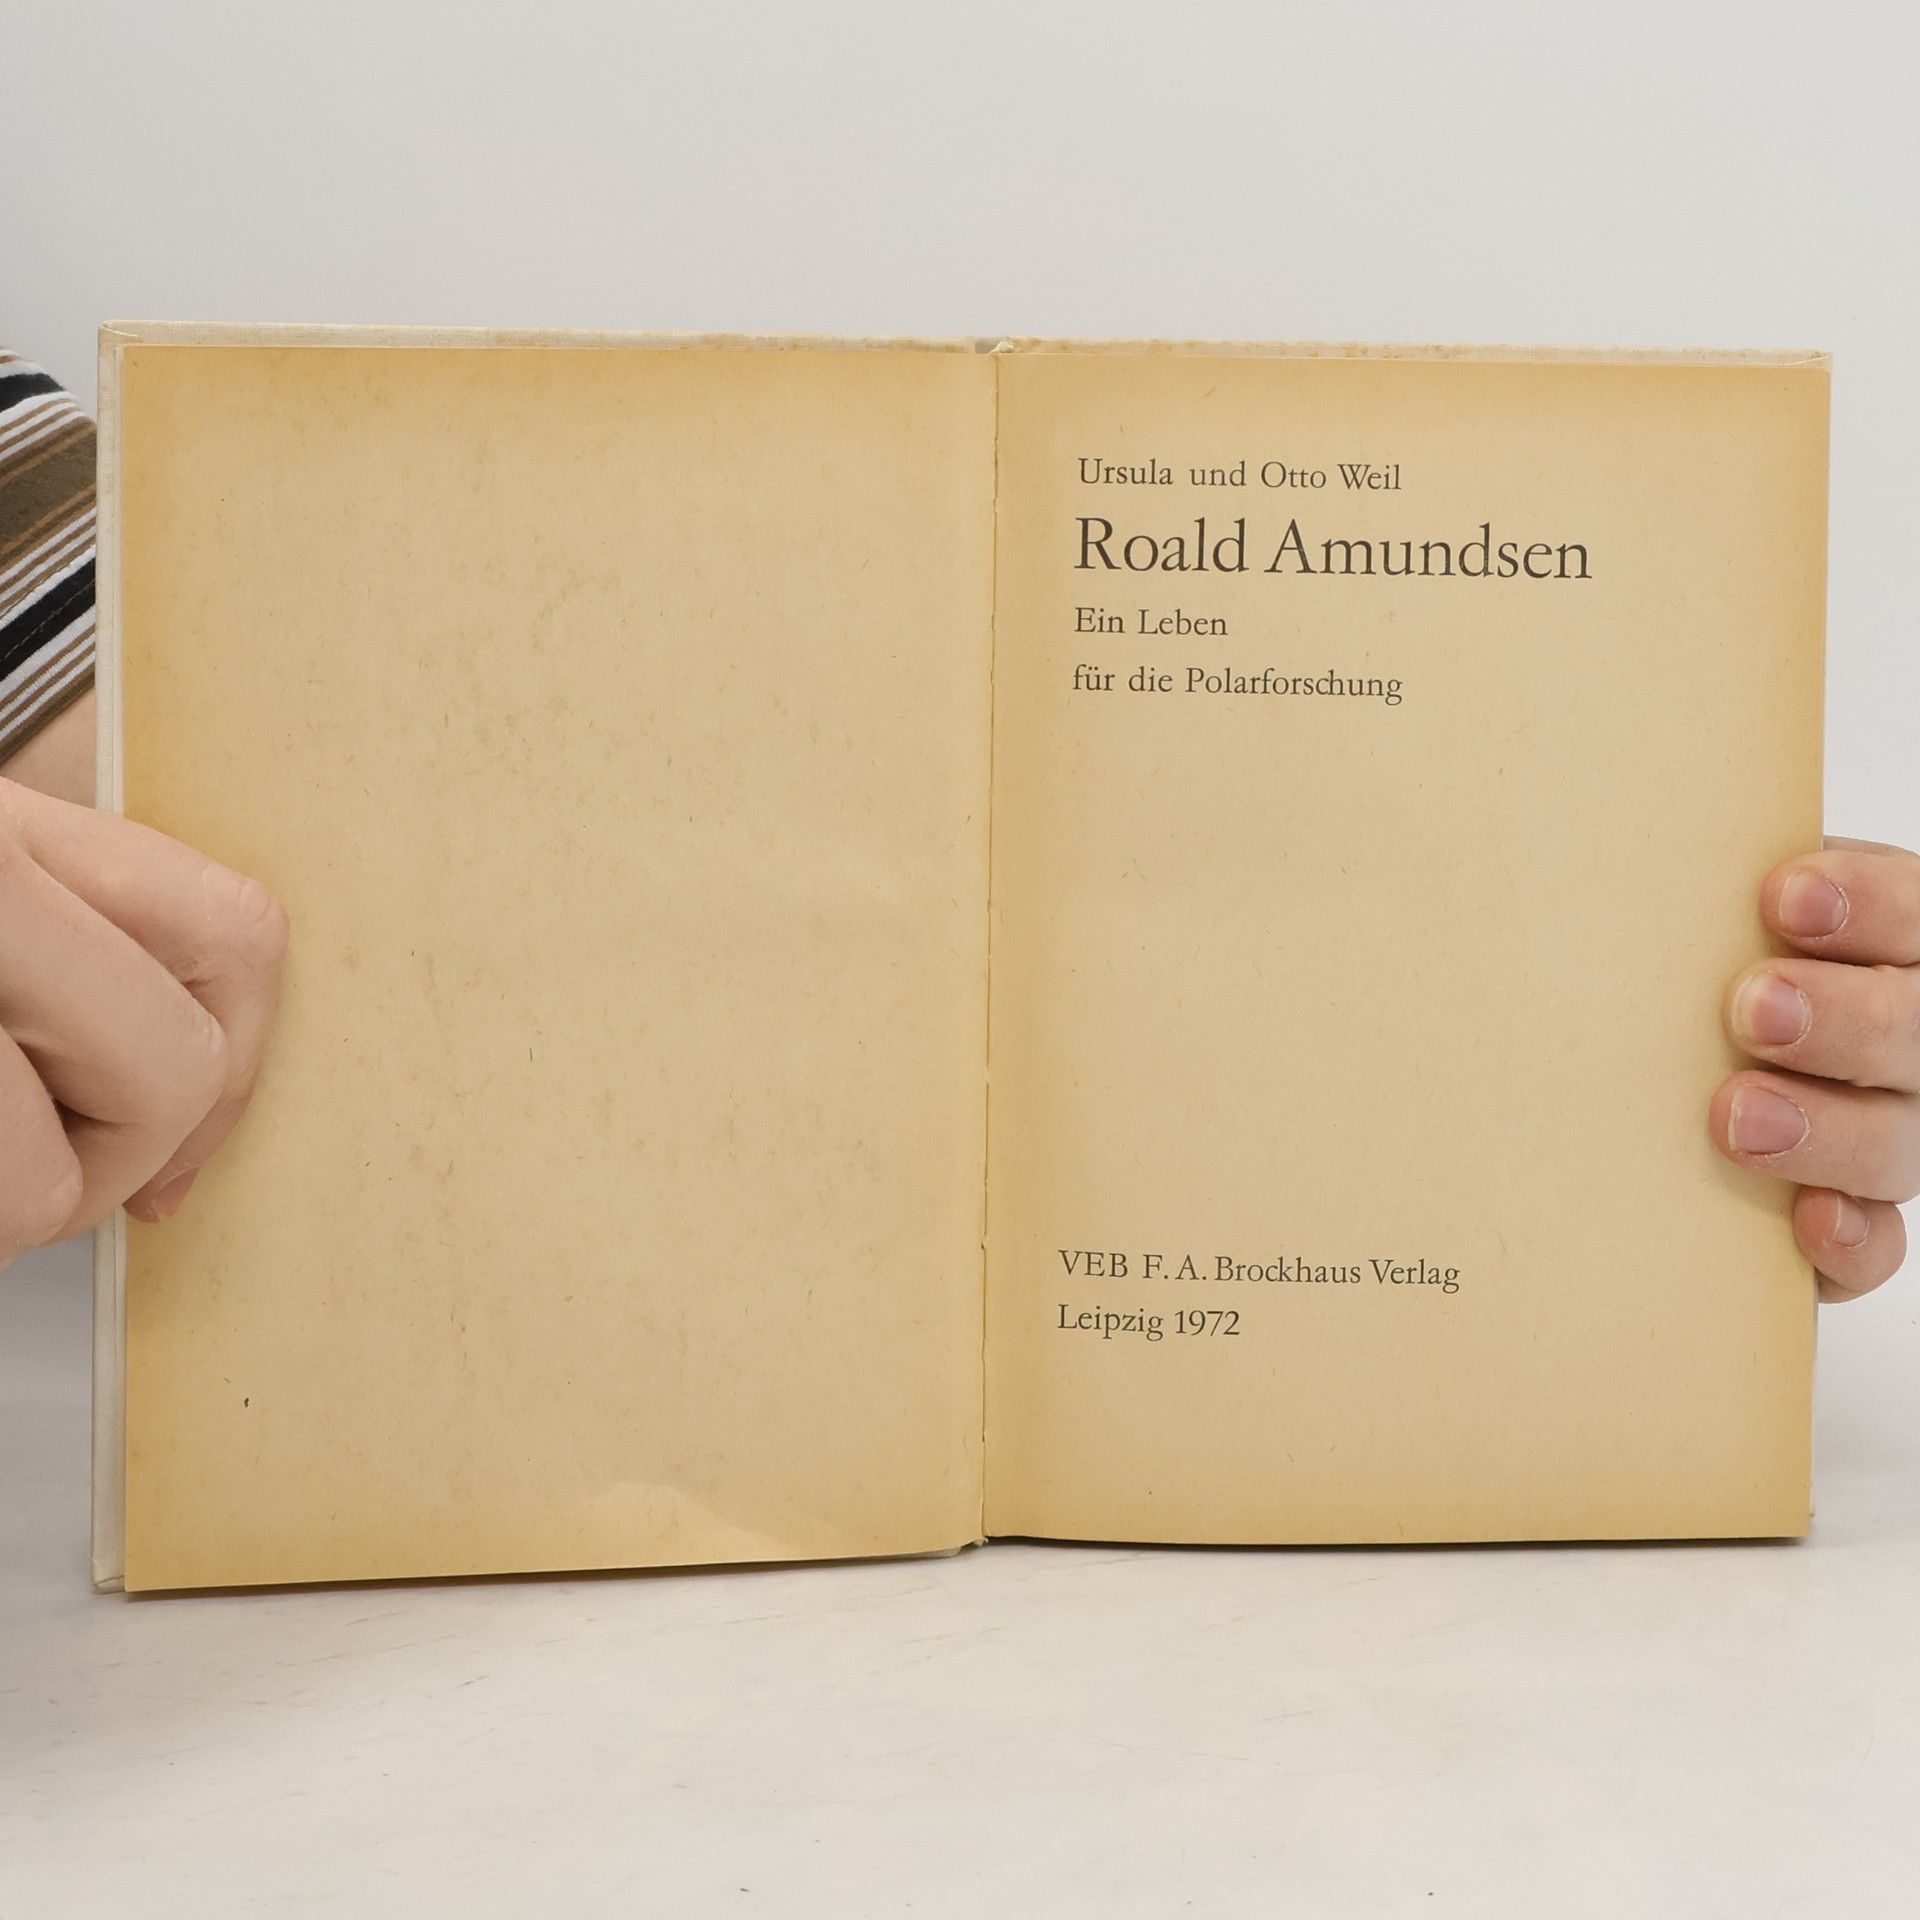 Ursula und Otto Weil
Roald Amundsen
Ein Leben
für die Polarforschung
VEB F. A. Brockhaus Verlag
Leipzig 1972